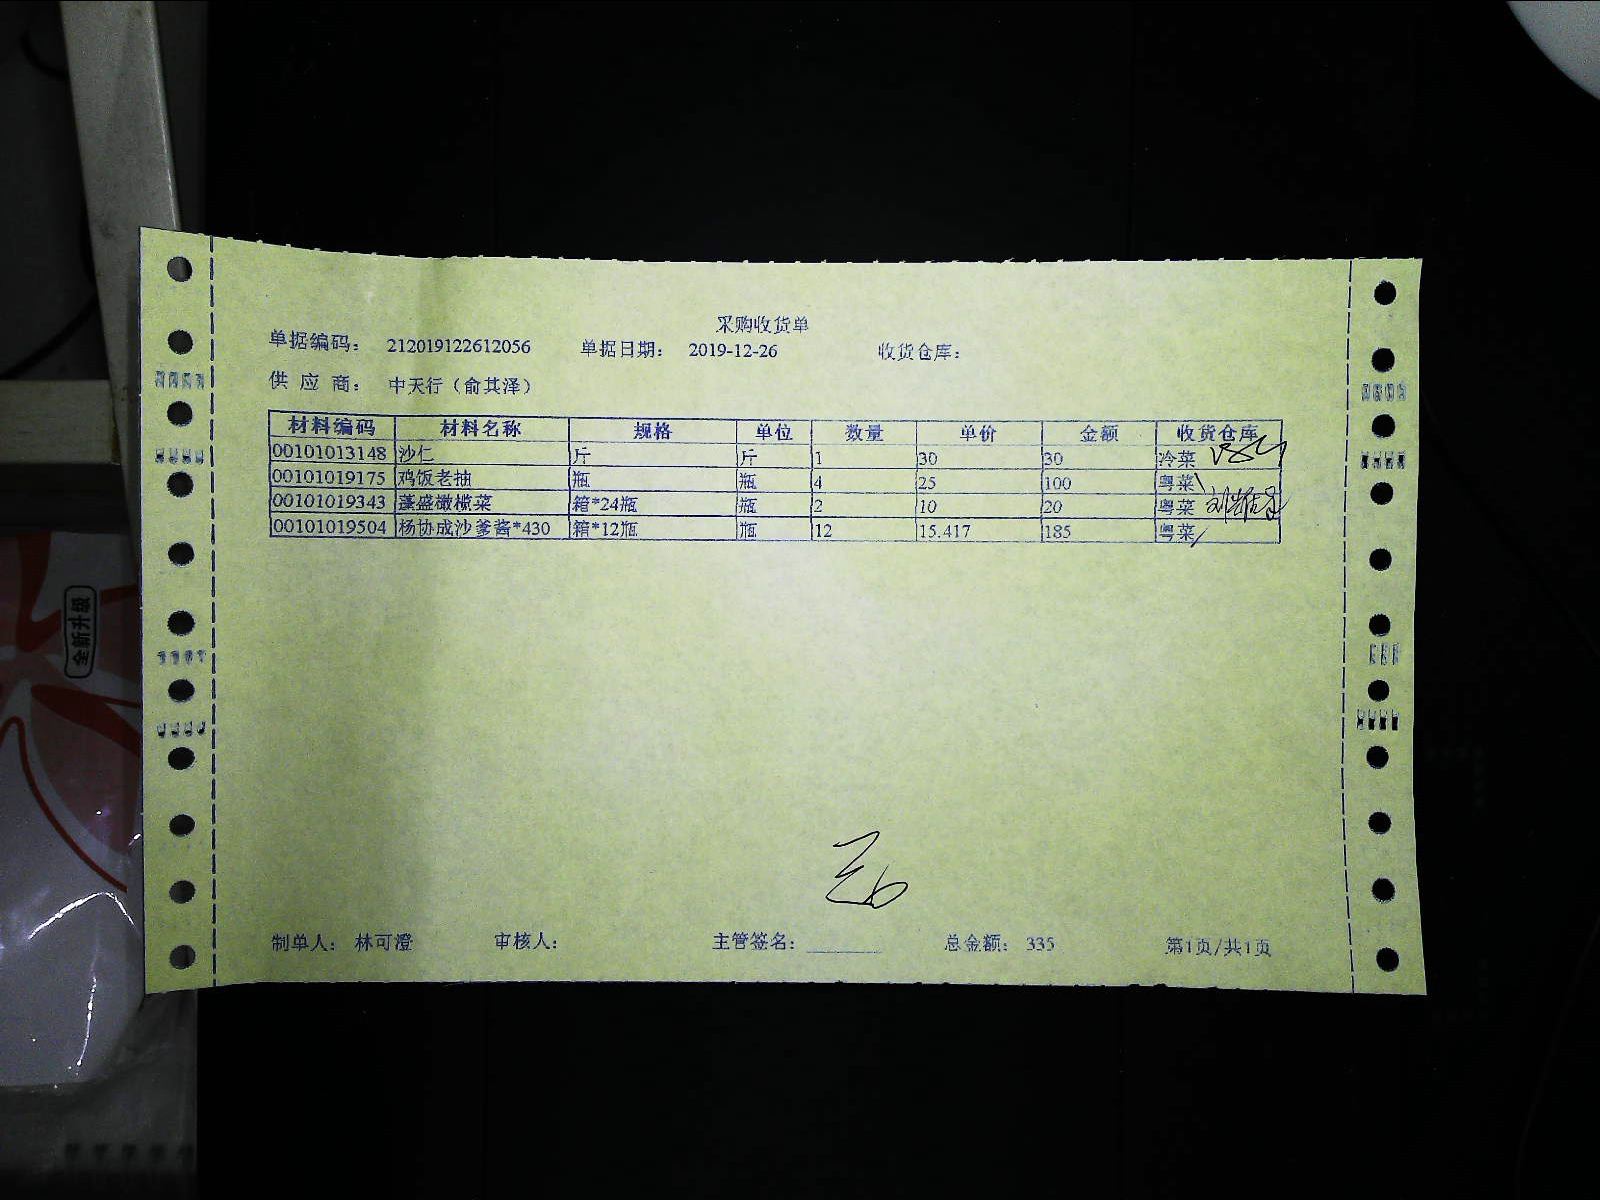 采购收货单
单据编码： 212019122612056 单据日期： 2019-12-26 收货仓库：
供 应 商： 中天行（俞其泽）
材料编码 材料名称 规格 单位 数量 单价 金额 收货仓库
00101013148 沙仁 斤 斤 1 30 30 冷菜
00101019175 鸡饭老抽 瓶 瓶 4 25 100 粤菜
00101019343 蓬盛橄榄菜 箱*24瓶 瓶 2 10 20 粤菜
00101019504 杨协成沙爹酱*430 箱*12瓶 瓶 12 15.417 185 粤菜
制单人： 林可澄 审核人： 主管签名： 总金额： 335 第1页/共1页
全新升级